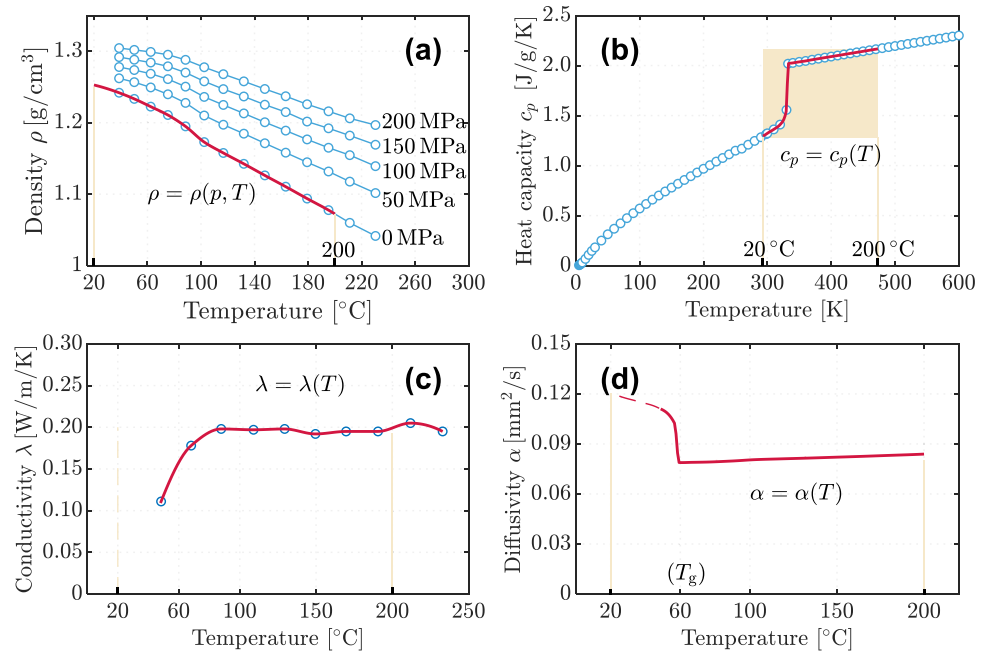 (a)
Density ρ [g/cm³]
1.3
1.2
1.1
1
200 MPa
150 MPa
100 MPa
50 MPa
0 MPa
ρ = ρ(p, T)
200
20 60 100 140 180 220 260 300
Temperature [°C]
(b)
Heat capacity cₚ [J/g/K]
2.5
2.0
1.5
1.0
0.5
0
cₚ = cₚ(T)
20 °C
200 °C
0 100 200 300 400 500 600
Temperature [K]
(c)
Conductivity λ [W/m/K]
0.30
0.25
0.20
0.15
0.10
0.05
0
λ = λ(T)
20 60 100 150 200 240
Temperature [°C]
(d)
Diffusivity α [mm²/s]
0.15
0.12
0.09
0.06
0.03
0
α = α(T)
(T_g)
20 60 100 150 200
Temperature [°C]